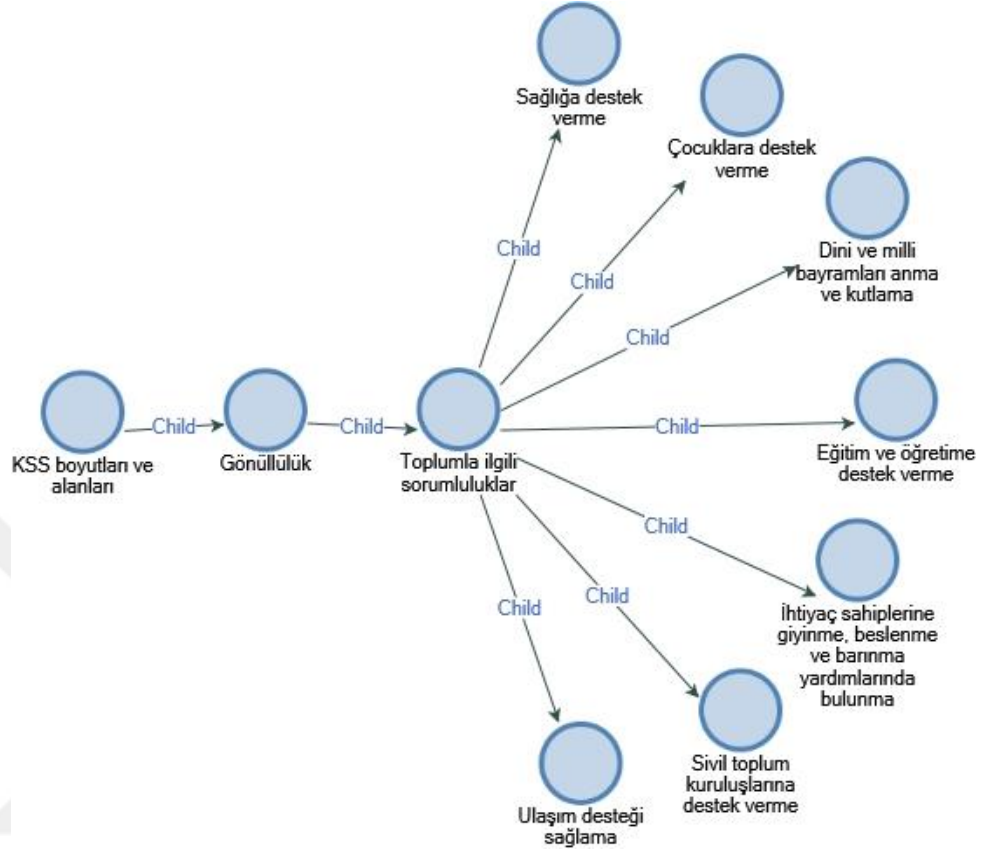 Sağlığa destek
verme
Çocuklara destek
verme
Dini ve milli
bayramları anma
ve kutlama
Child
Child
Child
KSS boyutları ve
alanları
Child
Gönüllülük
Child
Toplumla ilgili
sorumluluklar
Child
Eğitim ve öğretime
destek verme
Child
İhtiyaç sahiplerine
giyinme, beslenme
ve barınma
yardımlarında
bulunma
Child
Child
Sivil toplum
kuruluşlarına
destek verme
Ulaşım desteği
sağlama